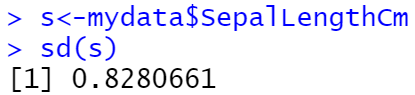 > s<-mydata$SepalLengthCm
> sd(s)
[1] 0.8280661